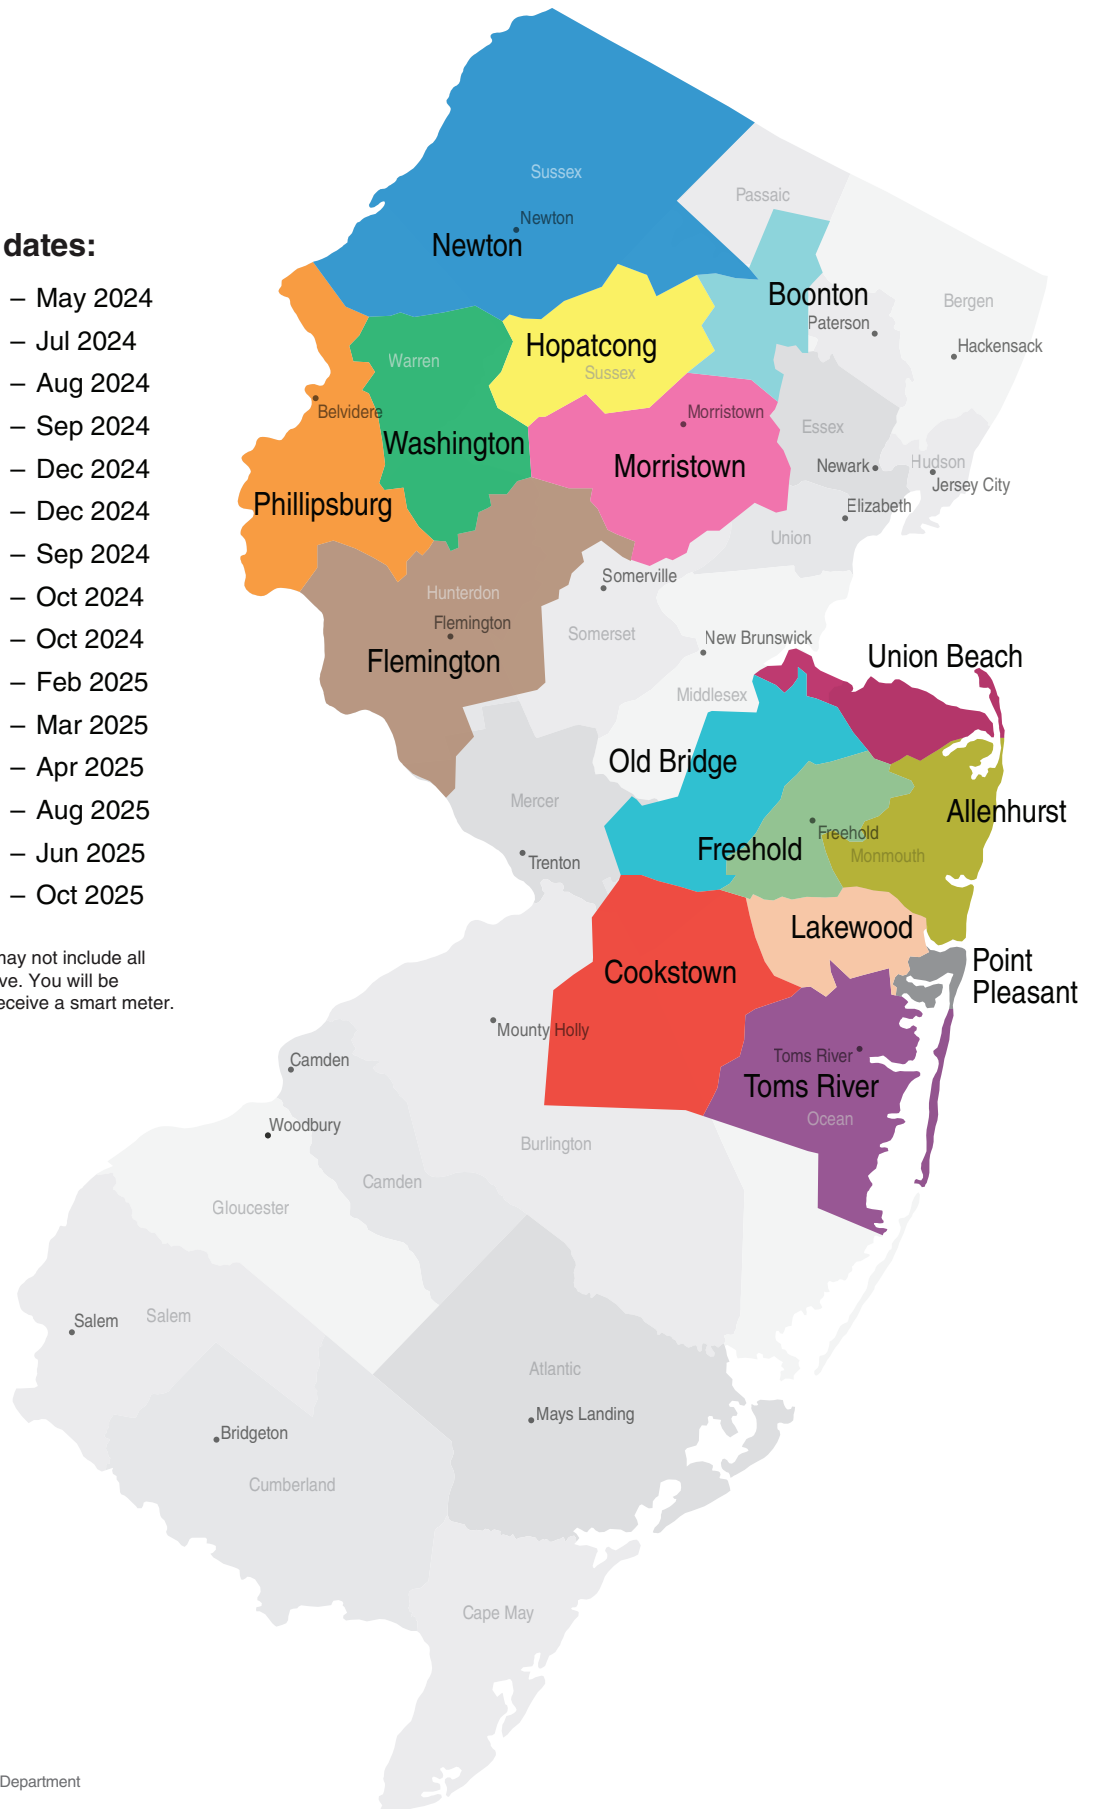 dates:
– May 2024
– Jul 2024
– Aug 2024
– Sep 2024
– Dec 2024
– Dec 2024
– Sep 2024
– Oct 2024
– Oct 2024
– Feb 2025
– Mar 2025
– Apr 2025
– Aug 2025
– Jun 2025
– Oct 2025
may not include all
ve. You will be
eceive a smart meter.
Sussex
Passaic
Newton
Newton
Boonton
Bergen
Paterson
Hopatcong
Hackensack
Warren
Sussex
Belvidere
Morristown
Washington
Essex
Morristown
Newark
Hudson
Jersey City
Phillipsburg
Elizabeth
Union
Somerville
Hunterdon
Flemington
Somerset
New Brunswick
Flemington
Union Beach
Middlesex
Old Bridge
Mercer
Allenhurst
Freehold
Freehold
Monmouth
Trenton
Lakewood
Cookstown
Point
Pleasant
Mounty Holly
Toms River
Camden
Toms River
Ocean
Woodbury
Burlington
Camden
Gloucester
Salem
Salem
Atlantic
Mays Landing
Bridgeton
Cumberland
Cape May
Department